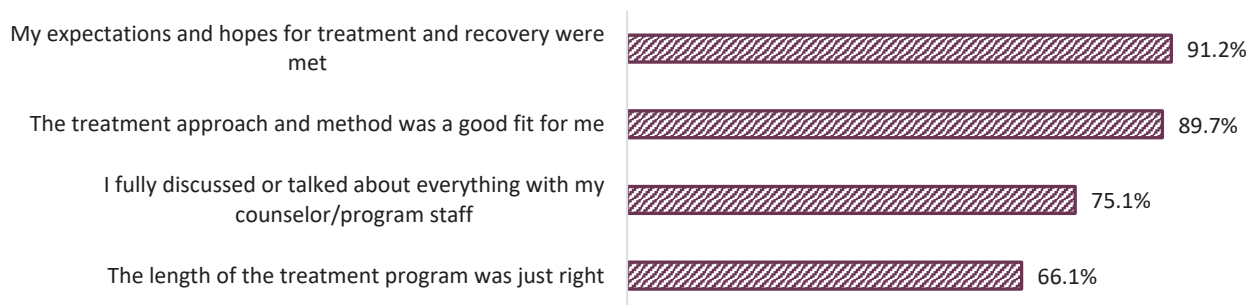 My expectations and hopes for treatment and recovery were
met
91.2%
The treatment approach and method was a good fit for me
89.7%
I fully discussed or talked about everything with my
counselor/program staff
75.1%
The length of the treatment program was just right
66.1%